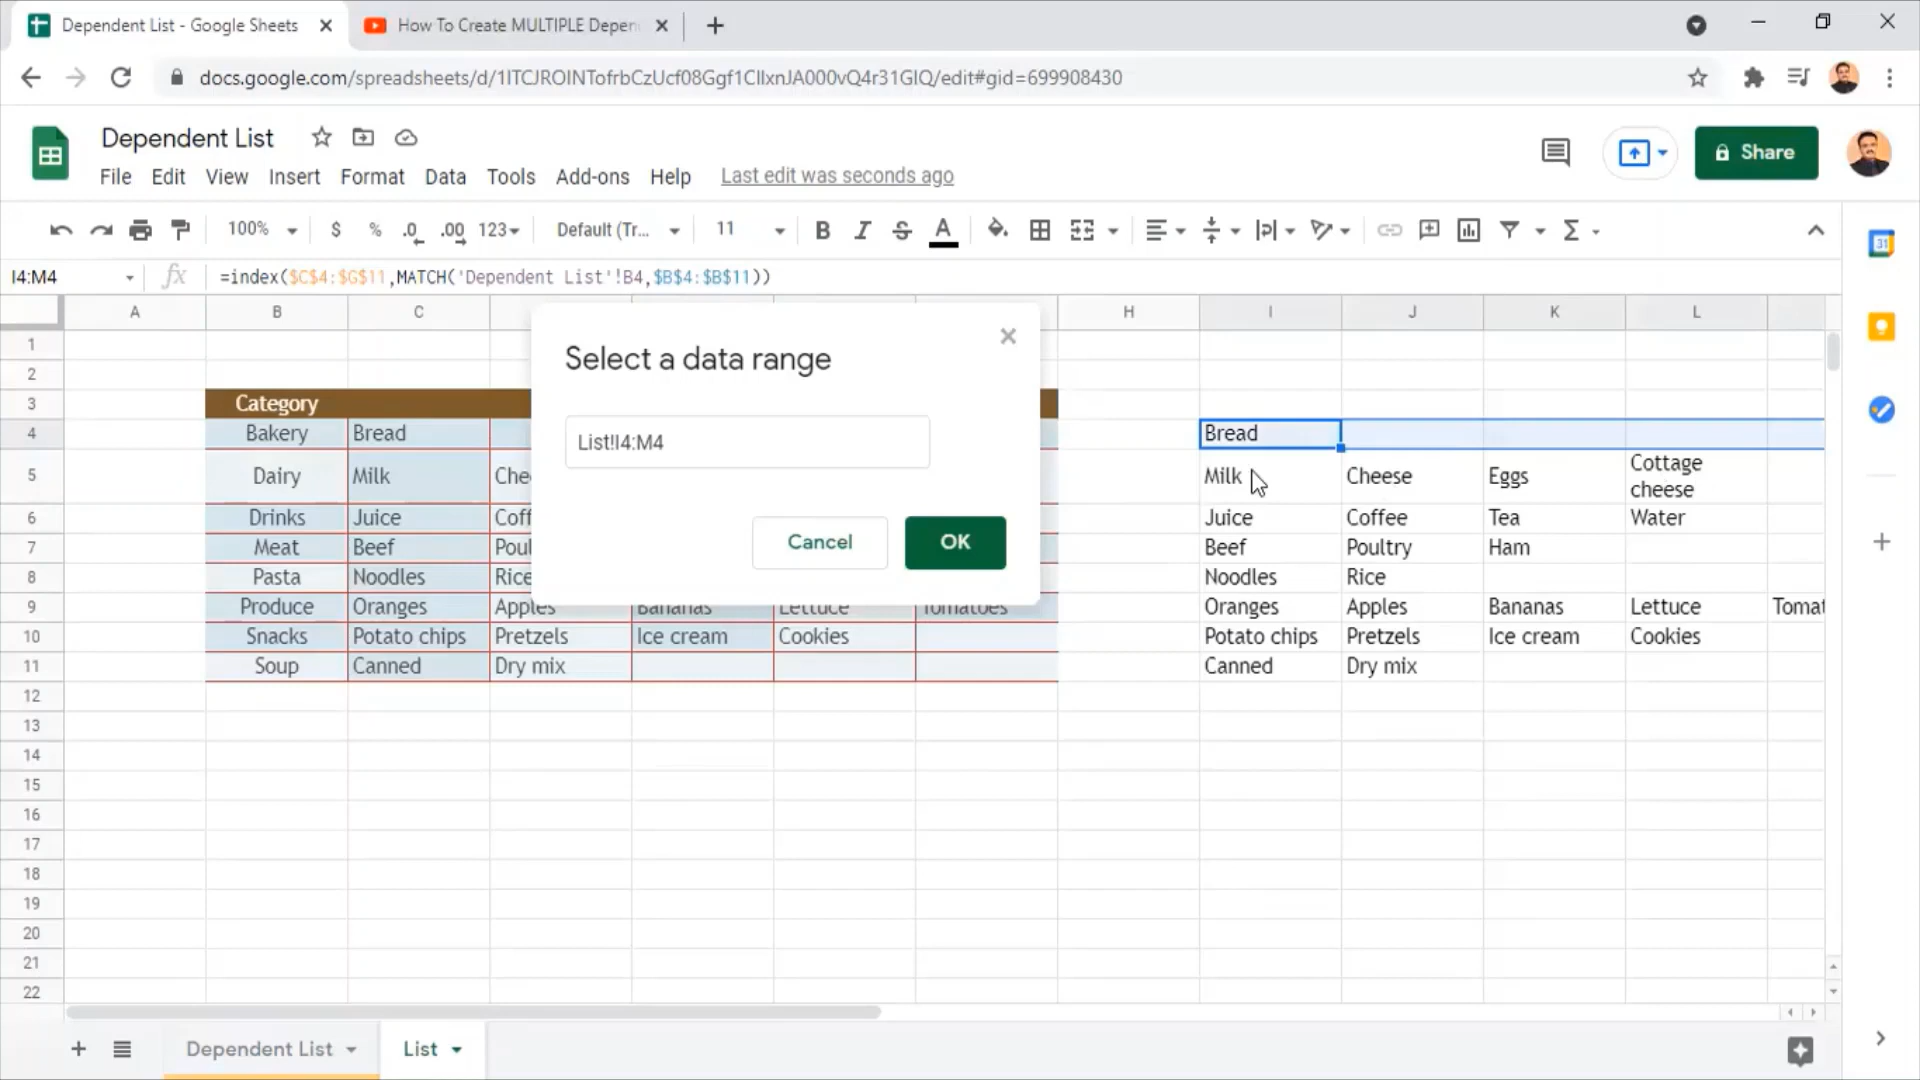 Dependent List - Google Sheets
How To Create MULTIPLE Depen
docs.google.com/spreadsheets/d/1ITCJROINTofrbCzUcf08Ggf1CIIxnJA000vQ4r31GIQ/edit#gid=699908430
Dependent List
Share
File Edit View Insert Format Data Tools Add-ons Help Last edit was seconds ago
100% $ % .0 .00 123 Default (Tr... 11 B I S A Σ
31
I4:M4 fx =index($C$4:$G$11,MATCH('Dependent List'!B4,$B$4:$B$11))
A B C H I J K L
1
2
3 Category
4 Bakery Bread Bread
5 Dairy Milk Chee Milk Cheese Eggs Cottage cheese
6 Drinks Juice Coff Juice Coffee Tea Water
7 Meat Beef Poul Beef Poultry Ham
8 Pasta Noodles Rice Noodles Rice
9 Produce Oranges Apples Bananas Lettuce Tomatoes Oranges Apples Bananas Lettuce Tomat
10 Snacks Potato chips Pretzels Ice cream Cookies Potato chips Pretzels Ice cream Cookies
11 Soup Canned Dry mix Canned Dry mix
12
13
14
15
16
17
18
19
20
21
22
Select a data range
List!I4:M4
Cancel OK
Dependent List List